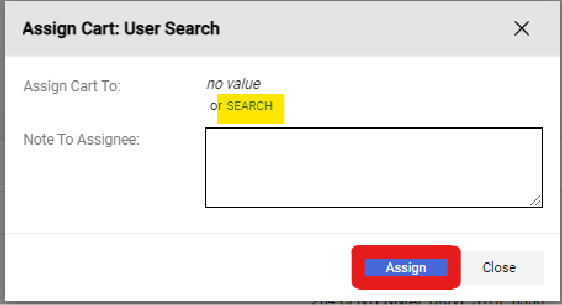 Assign Cart: User Search
Assign Cart To:
no value
or SEARCH
Note To Assignee:
Assign
Close